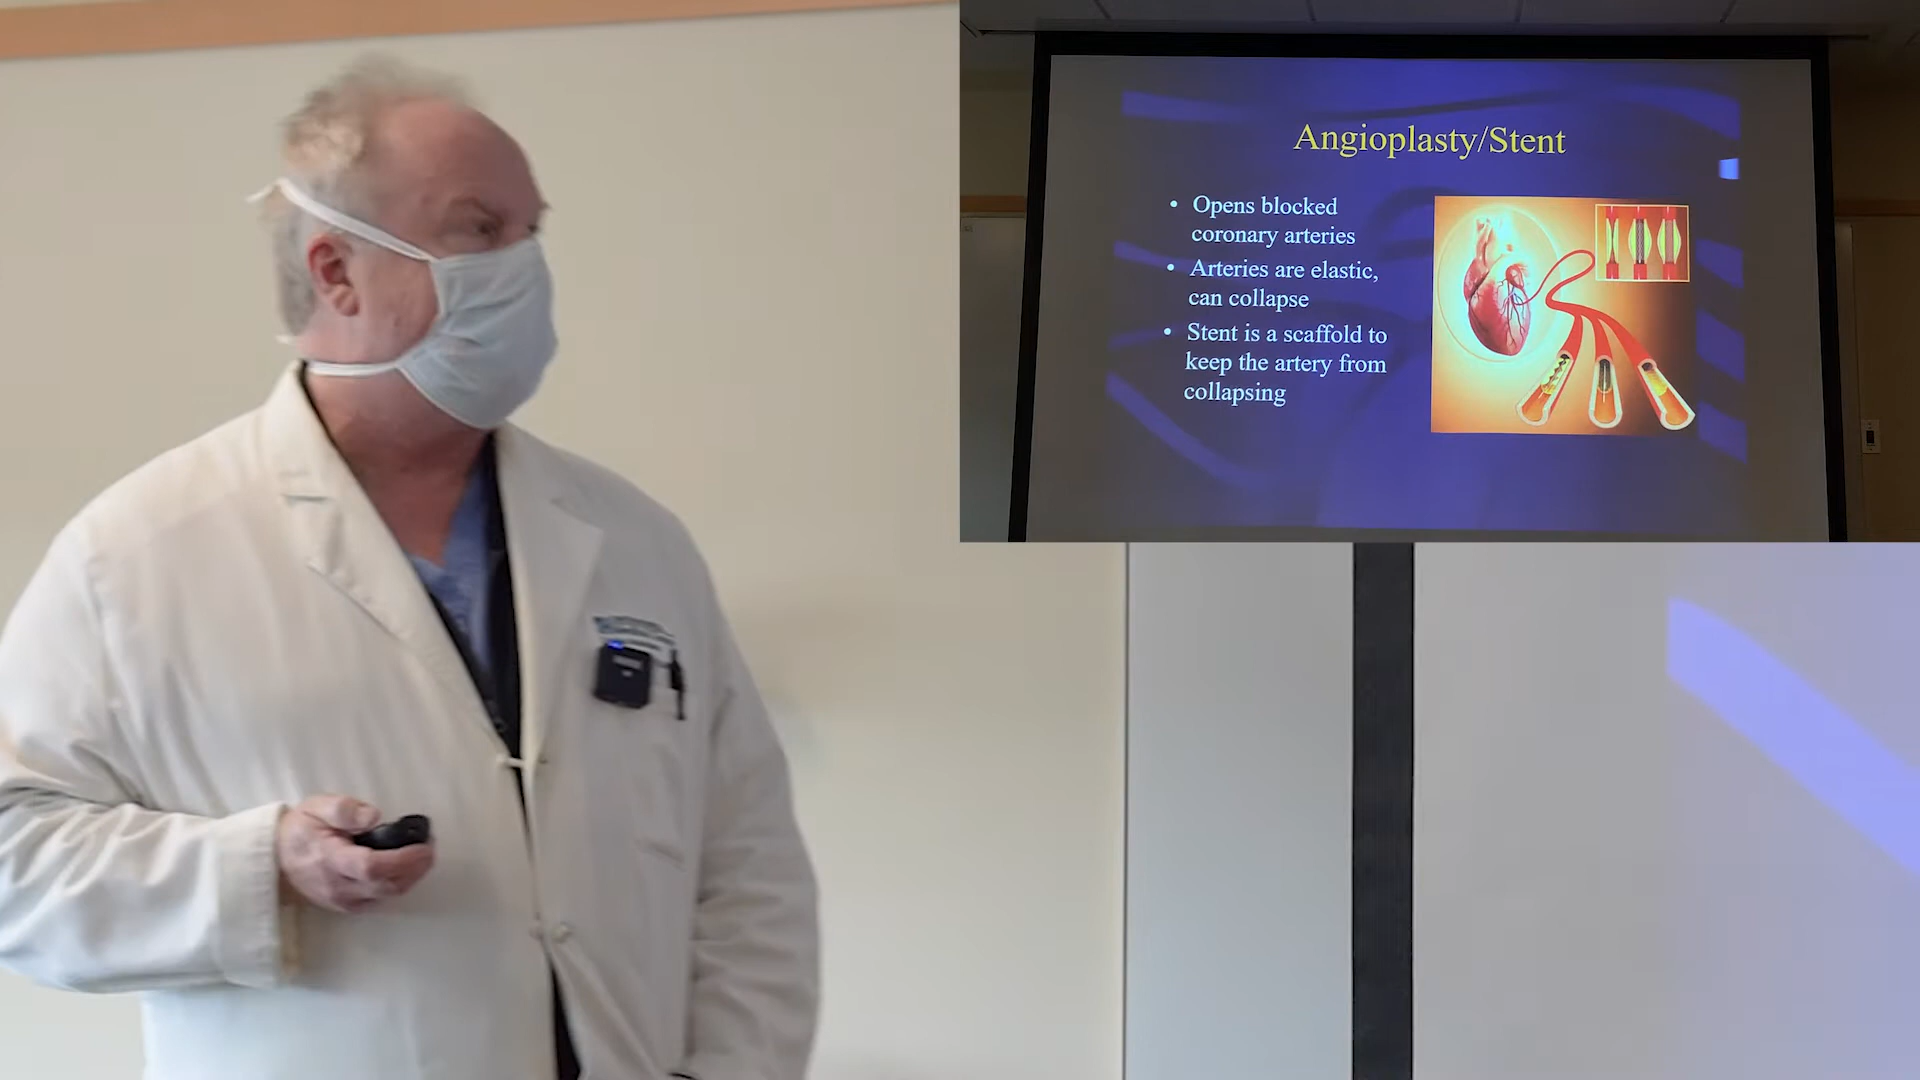 Angioplasty/Stent
• Opens blocked
coronary arteries
• Arteries are elastic,
can collapse
• Stent is a scaffold to
keep the artery from
collapsing